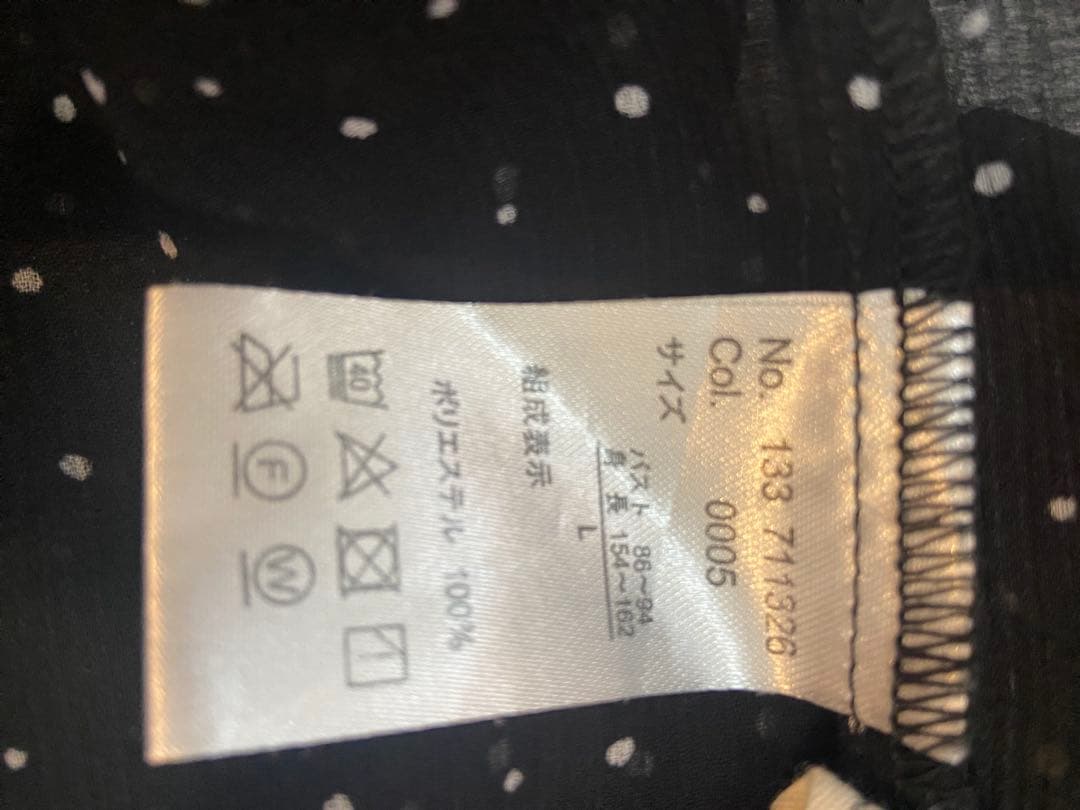 No. 133 711326
Col. 0005
サイズ
バスト 86～94
身長 154～162
L
組成表示
ポリエステル 100%
40
F
W